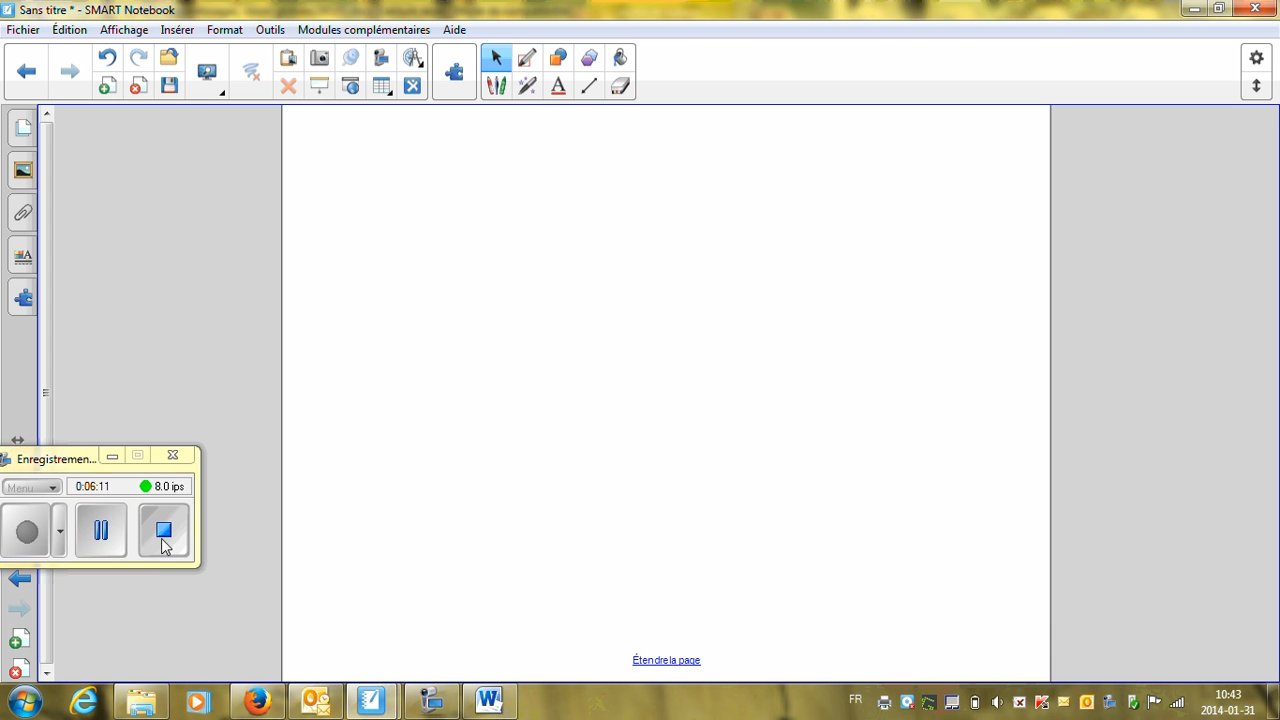 Sans titre * - SMART Notebook
Fichier Édition Affichage Insérer Format Outils Modules complémentaires Aide
Enregistremen...
Menu 0:06:11 8.0 ips
Étendre la page
FR
10:43
2014-01-31